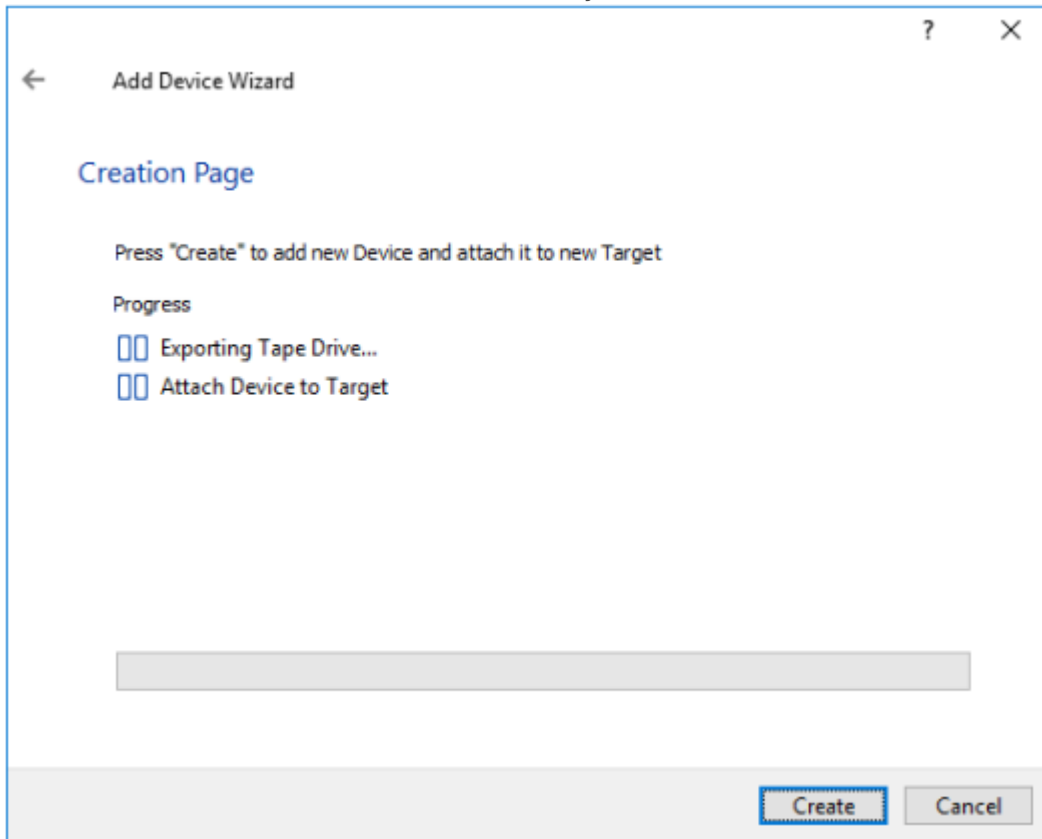 ?
Add Device Wizard
Creation Page
Press "Create" to add new Device and attach it to new Target
Progress
Exporting Tape Drive...
Attach Device to Target
Create Cancel